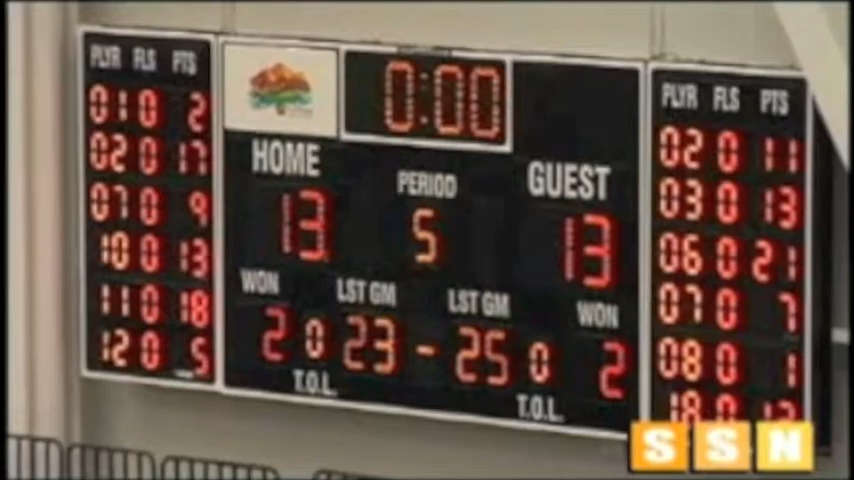 PLYR FLS PTS
01 0 2
02 0 17
07 0 9
10 0 13
11 0 18
12 0 5
0:00
HOME
PERIOD
GUEST
13
5
13
WON
LST GM
LST GM
WON
2 0 23 - 25 0 2
T.O.L.
T.O.L.
PLYR FLS PTS
02 0 11
03 0 13
06 0 21
07 0 7
08 0 1
18 0
SSN